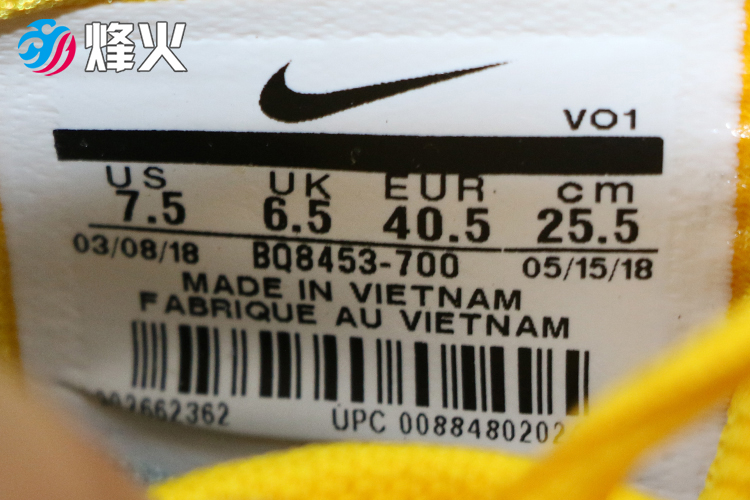 烽火
VO1
US UK EUR cm
7.5 6.5 40.5 25.5
03/08/18 BQ8453-700 05/15/18
MADE IN VIETNAM
FABRIQUE AU VIETNAM
UPC